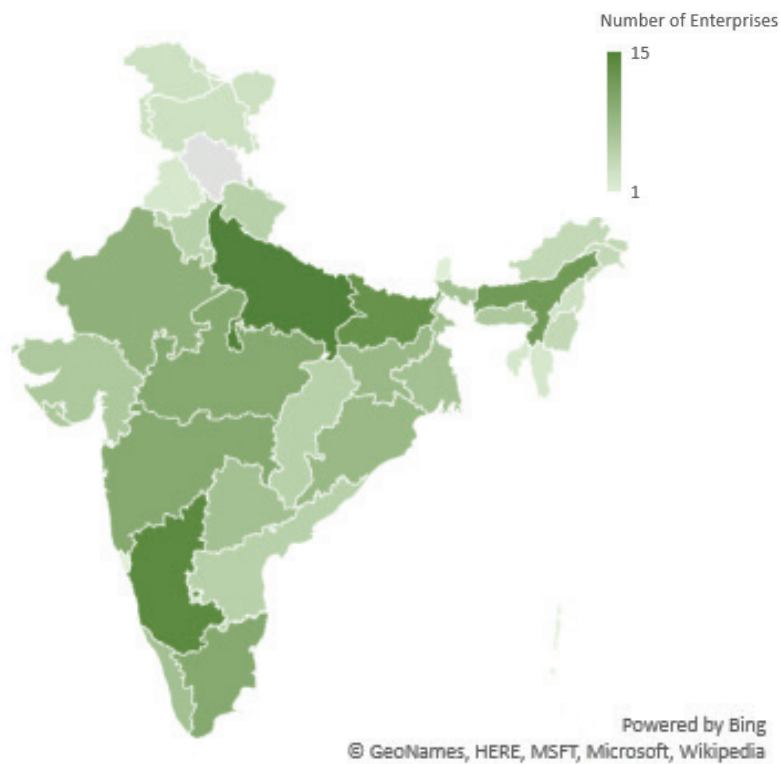 Number of Enterprises
15
1
Powered by Bing
© GeoNames, HERE, MSFT, Microsoft, Wikipedia